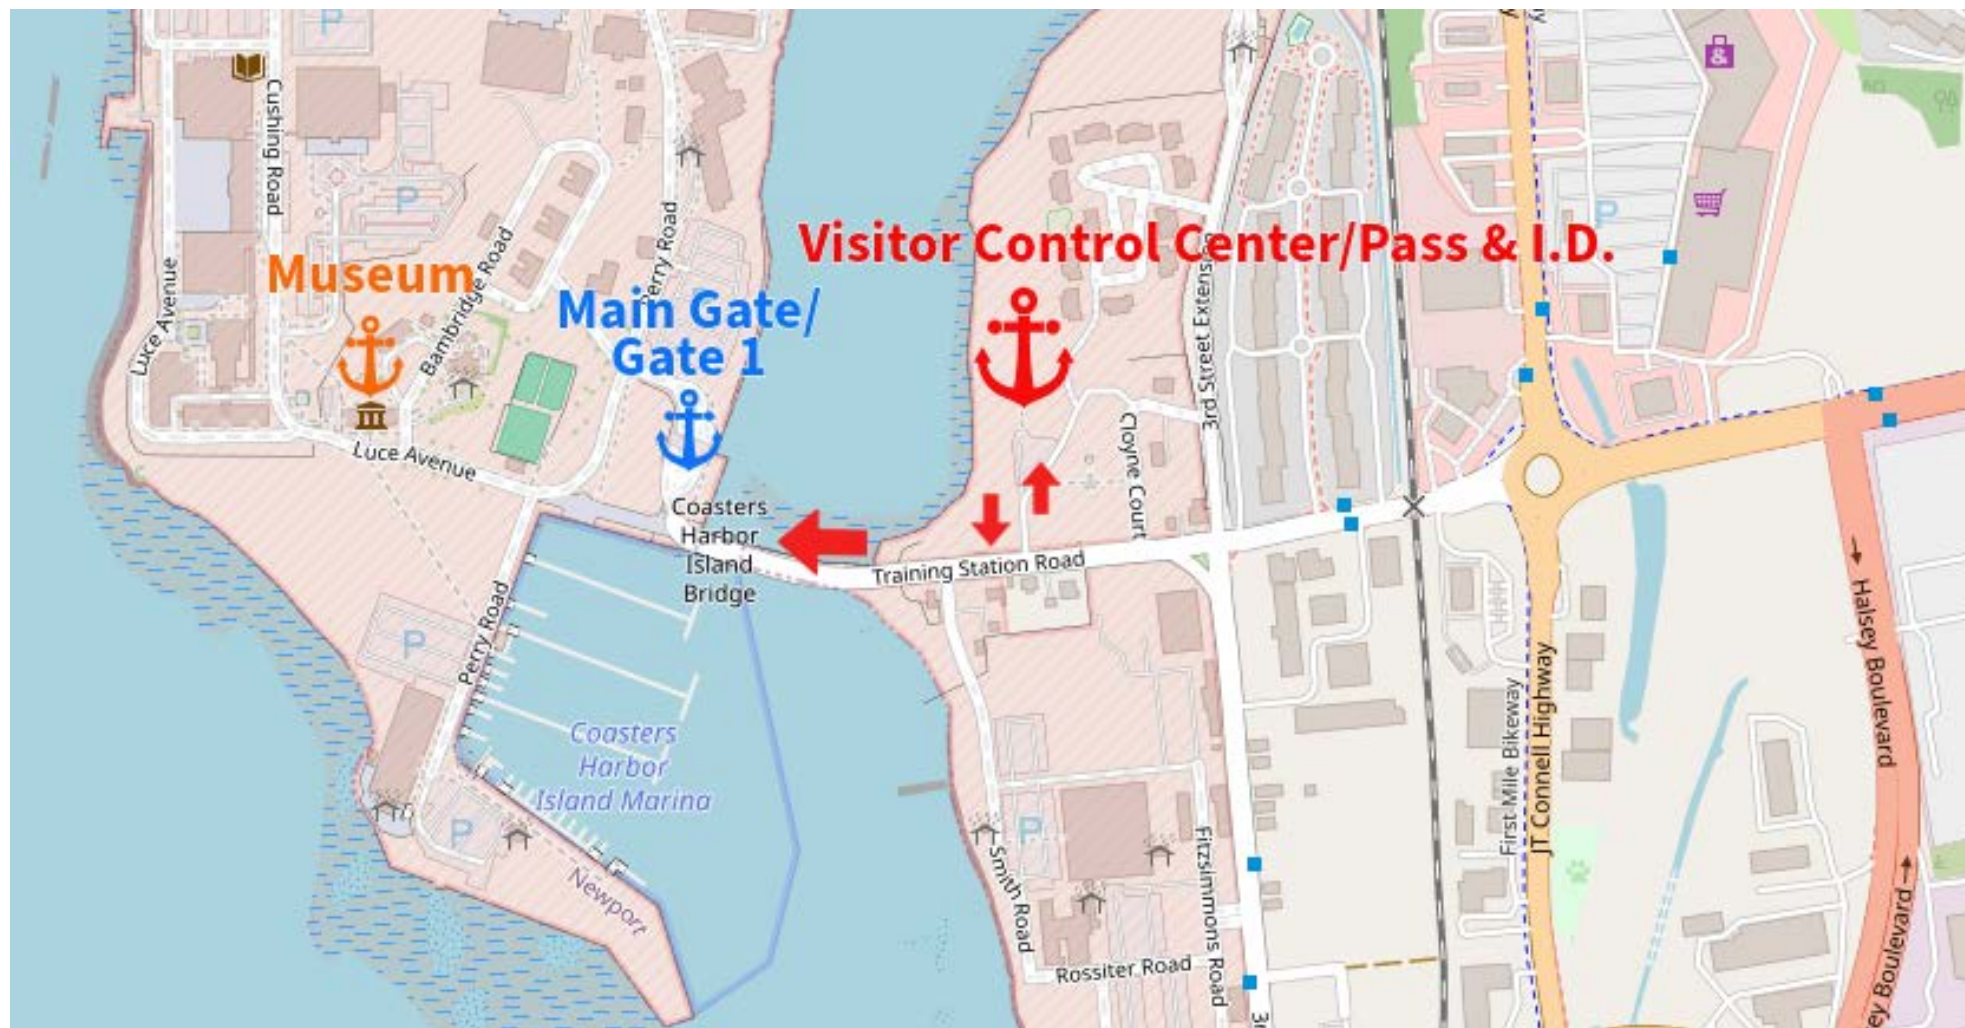 P
Cushing Road
Visitor Control Center/Pass & I.D.
P
P
Museum
Bambridge Road
Perry Road
Luce Avenue
Main Gate/
Gate 1
3rd Street Extension
Cloyne Court
Luce Avenue
Coasters
Harbor
Island
Bridge
Training Station Road
Perry Road
P
Halsey Boulevard
First Mile Bikeway
JT Connell Highway
Coasters
Harbor
Island Marina
P
P
Newport
Smith Road
Fitzsimmons Road
Rossiter Road
ey Boulevard